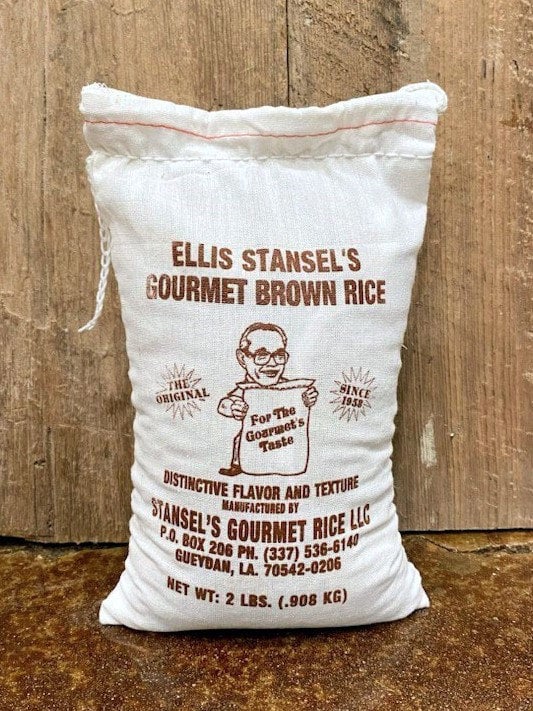 ELLIS STANSEL'S
GOURMET BROWN RICE
THE
ORIGINAL
For The
Gourmet's
Taste
SINCE
1958
DISTINCTIVE FLAVOR AND TEXTURE
MANUFACTURED BY
STANSEL'S GOURMET RICE LLC
P.O. BOX 206 PH. (337) 536-6140
GUEYDAN, LA. 70542-0206
NET WT: 2 LBS. (.908 KG)